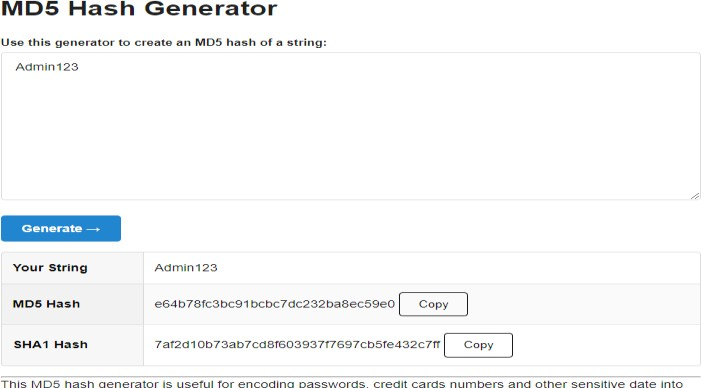 MD5 Hash Generator
Use this generator to create an MD5 hash of a string:
Admin123
Generate →
Your String Admin123
MD5 Hash e64b78fc3bc91bcbc7dc232ba8ec59e0 Copy
SHA1 Hash 7af2d10b73ab7cd8f603937f7697cb5fe432c7ff Copy
This MD5 hash generator is useful for encoding passwords, credit cards numbers and other sensitive date into